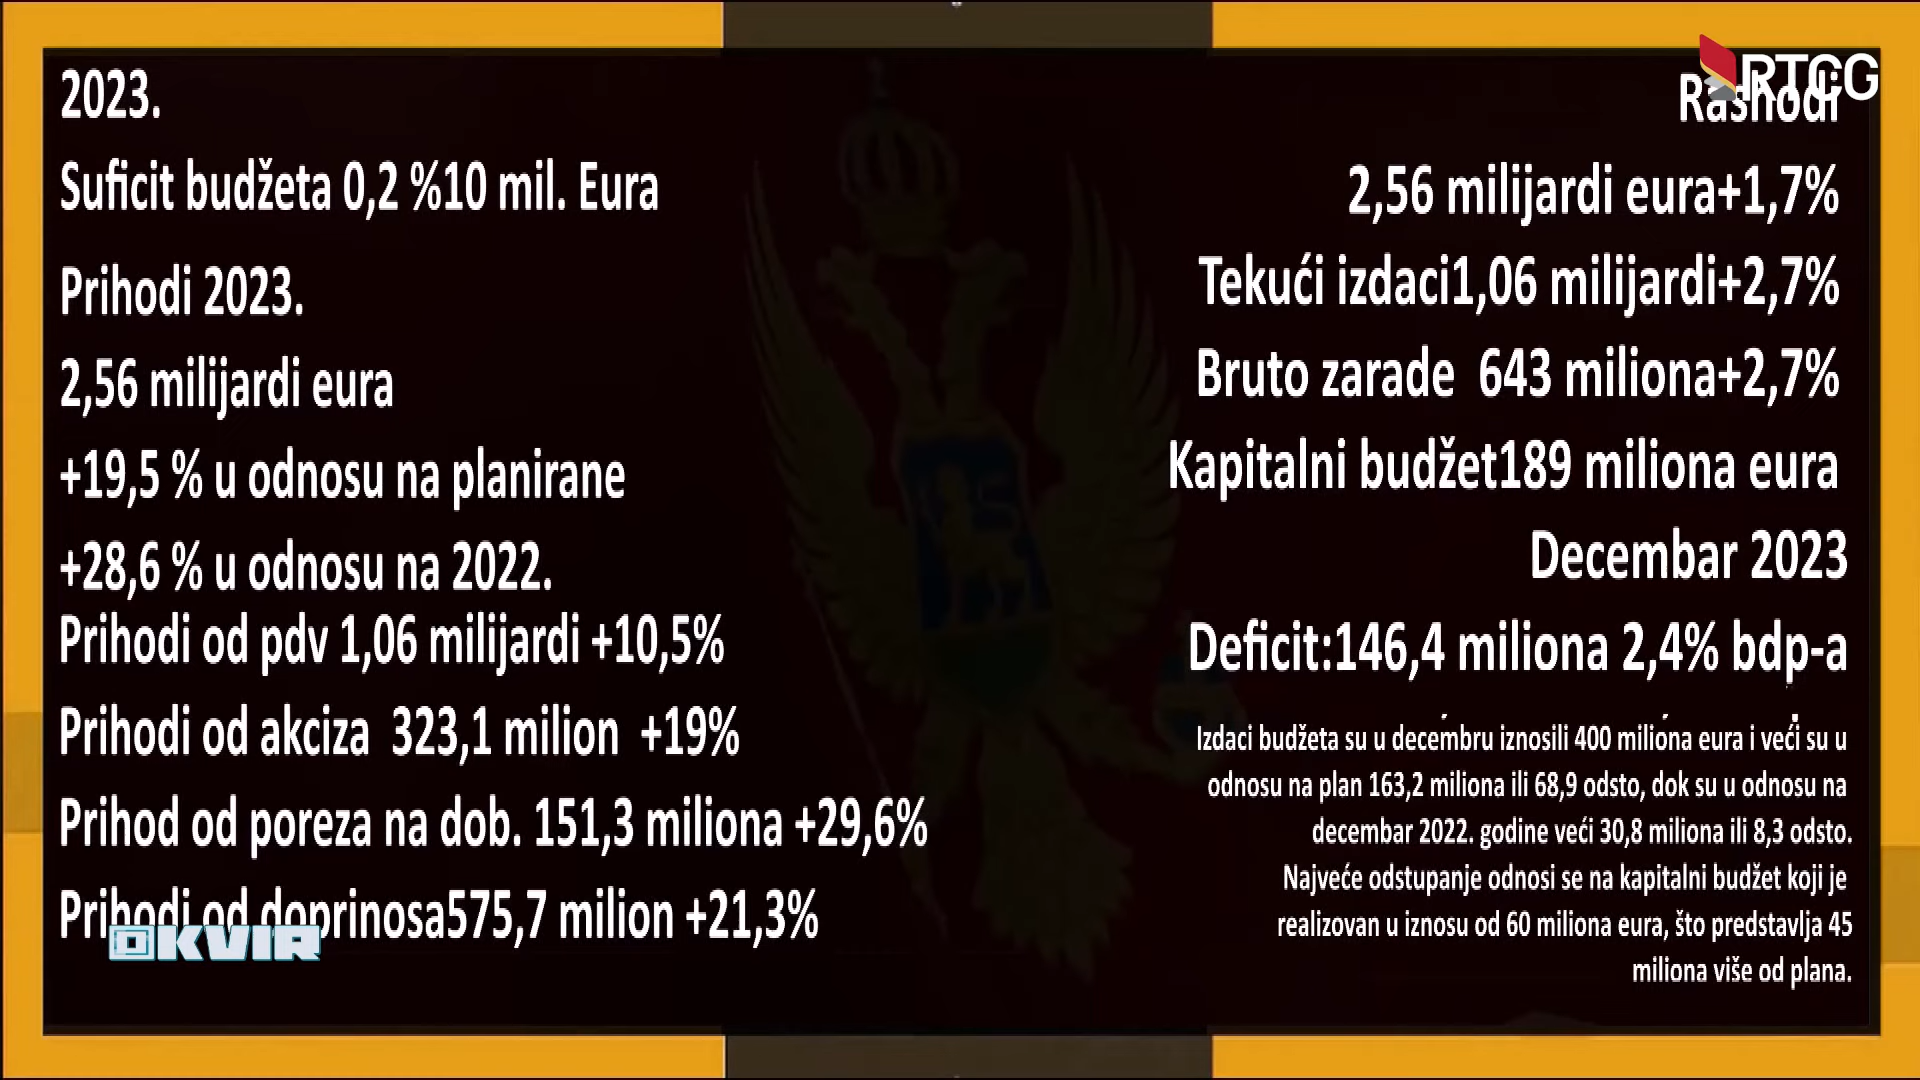 2023.
Suficit budžeta 0,2 %10 mil. Eura
Prihodi 2023.
2,56 milijardi eura
+19,5 % u odnosu na planirane
+28,6 % u odnosu na 2022.
Prihodi od pdv 1,06 milijardi +10,5%
Prihodi od akciza 323,1 milion +19%
Prihod od poreza na dob. 151,3 miliona +29,6%
Prihodi od doprinosa575,7 milion +21,3%
OKVIR
RTCG
Rashodi
2,56 milijardi eura+1,7%
Tekući izdaci1,06 milijardi+2,7%
Bruto zarade 643 miliona+2,7%
Kapitalni budžet189 miliona eura
Decembar 2023
Deficit:146,4 miliona 2,4% bdp-a
Izdaci budžeta su u decembru iznosili 400 miliona eura i veći su u
odnosu na plan 163,2 miliona ili 68,9 odsto, dok su u odnosu na
decembar 2022. godine veći 30,8 miliona ili 8,3 odsto.
Najveće odstupanje odnosi se na kapitalni budžet koji je
realizovan u iznosu od 60 miliona eura, što predstavlja 45
miliona više od plana.